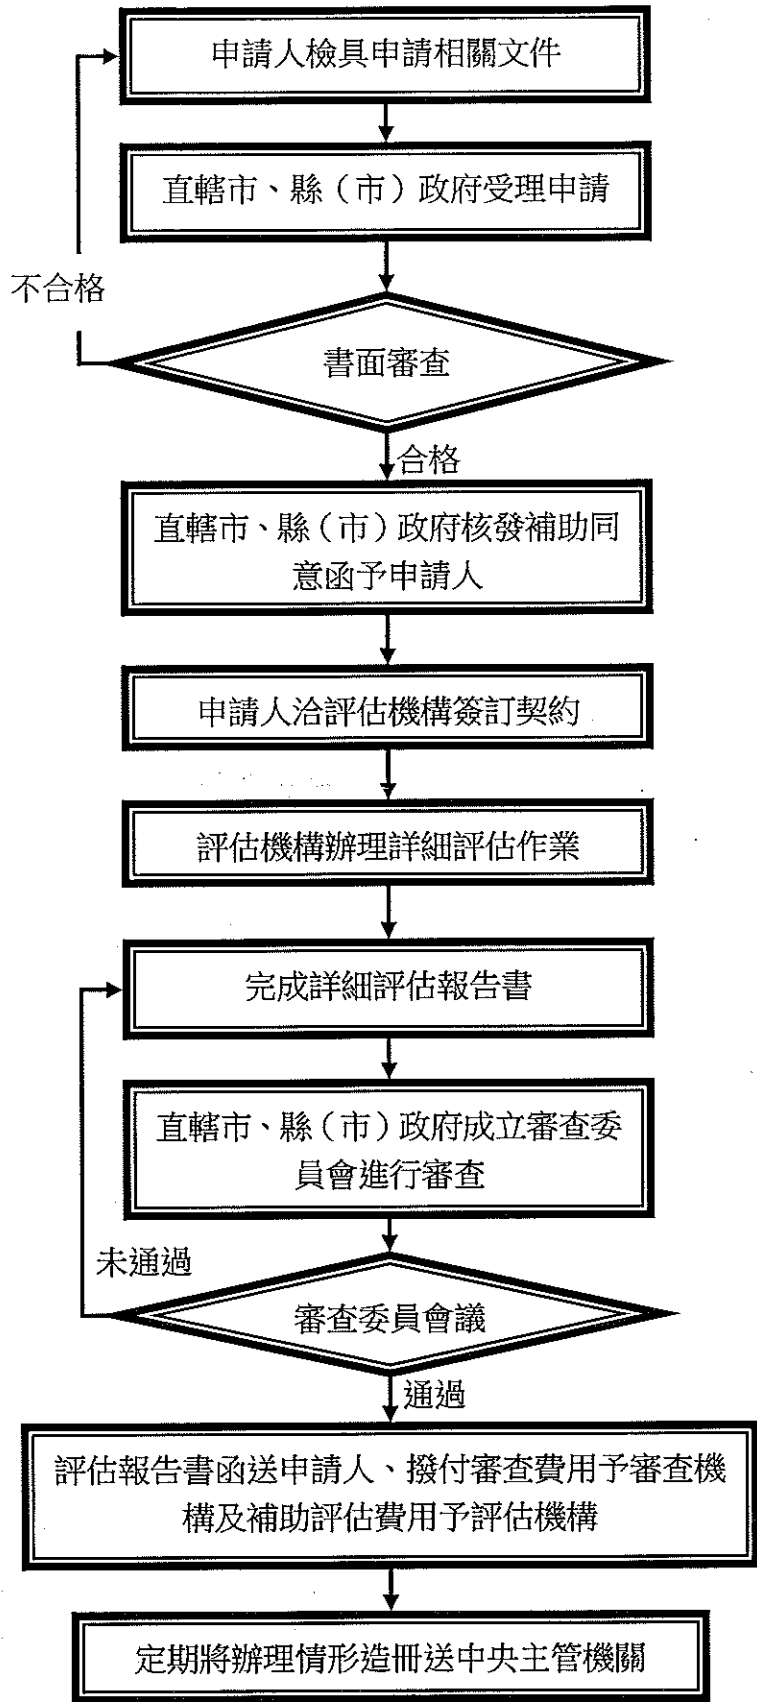 申請人檢具申請相關文件
直轄市、縣（市）政府受理申請
不合格
書面審查
合格
直轄市、縣（市）政府核發補助同
意函予申請人
申請人洽評估機構簽訂契約
評估機構辦理詳細評估作業
完成詳細評估報告書
直轄市、縣（市）政府成立審查委
員會進行審查
未通過
審查委員會議
通過
評估報告書函送申請人、撥付審查費用予審查機
構及補助評估費用予評估機構
定期將辦理情形造冊送中央主管機關